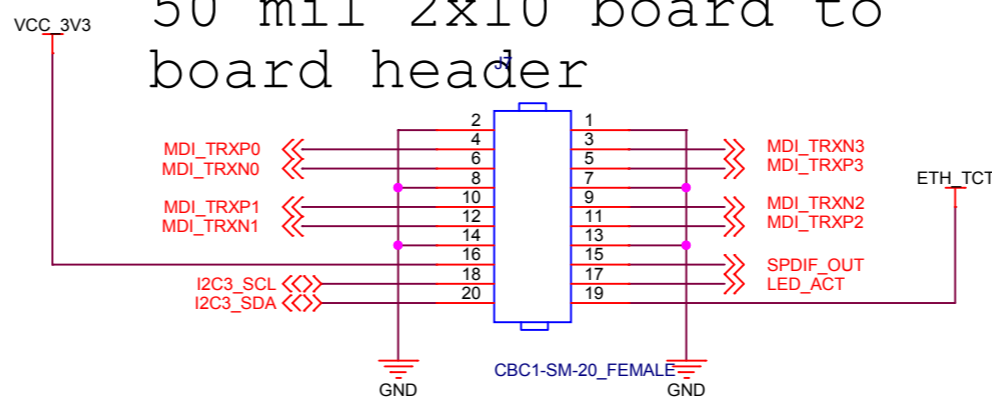 50 mil 2x10 board to
board header
VCC_3V3
J7
2 1
MDI_TRXP0 4 3 MDI_TRXN3
MDI_TRXN0 6 5 MDI_TRXP3
8 7
ETH_TCT
MDI_TRXP1 10 9 MDI_TRXN2
MDI_TRXN1 12 11 MDI_TRXP2
14 13
16 15 SPDIF_OUT
I2C3_SCL 18 17 LED_ACT
I2C3_SDA 20 19
CBC1-SM-20_FEMALE
GND GND